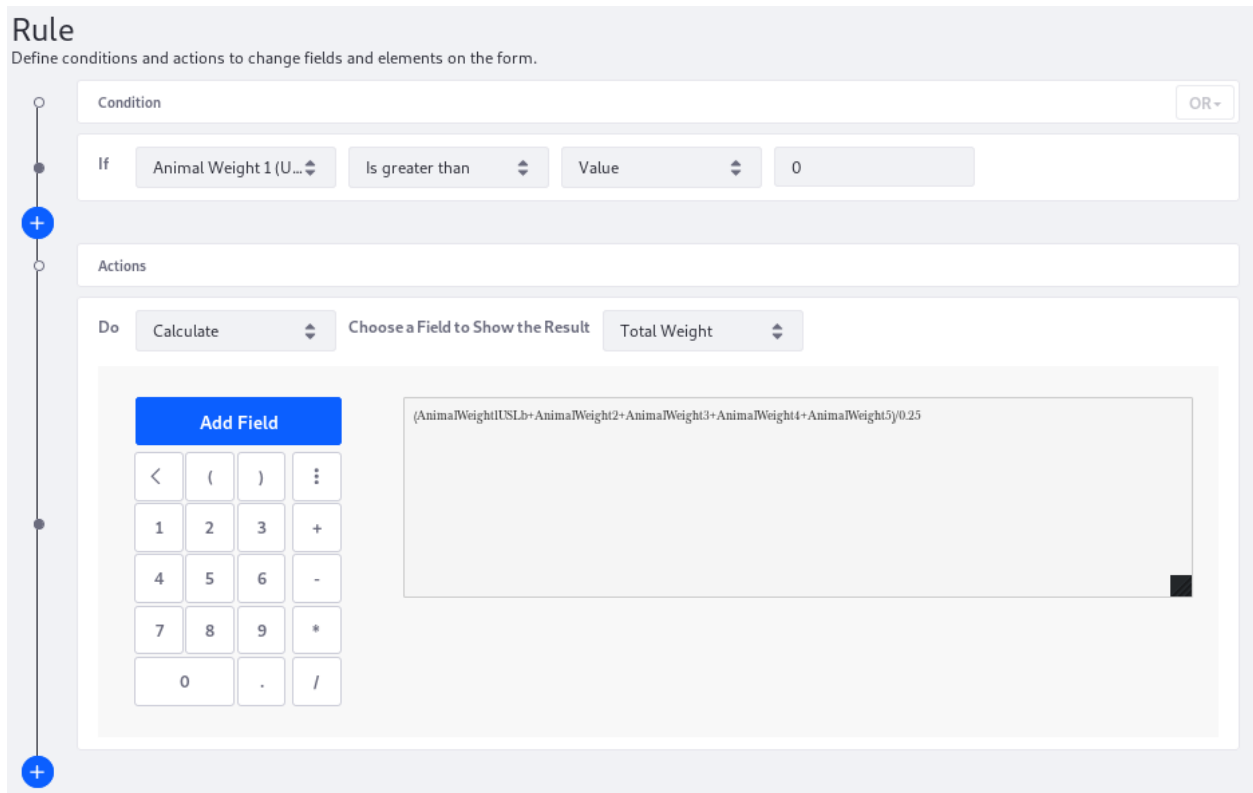 Rule
Define conditions and actions to change fields and elements on the form.
Condition OR
If Animal Weight 1 (U... Is greater than Value 0
+
Actions
Do Calculate Choose a Field to Show the Result Total Weight
Add Field
(AnimalWeight1USLb+AnimalWeight2+AnimalWeight3+AnimalWeight4+AnimalWeight5)/0.25
( )
1 2 3 +
4 5 6 -
7 8 9 *
0 . /
+